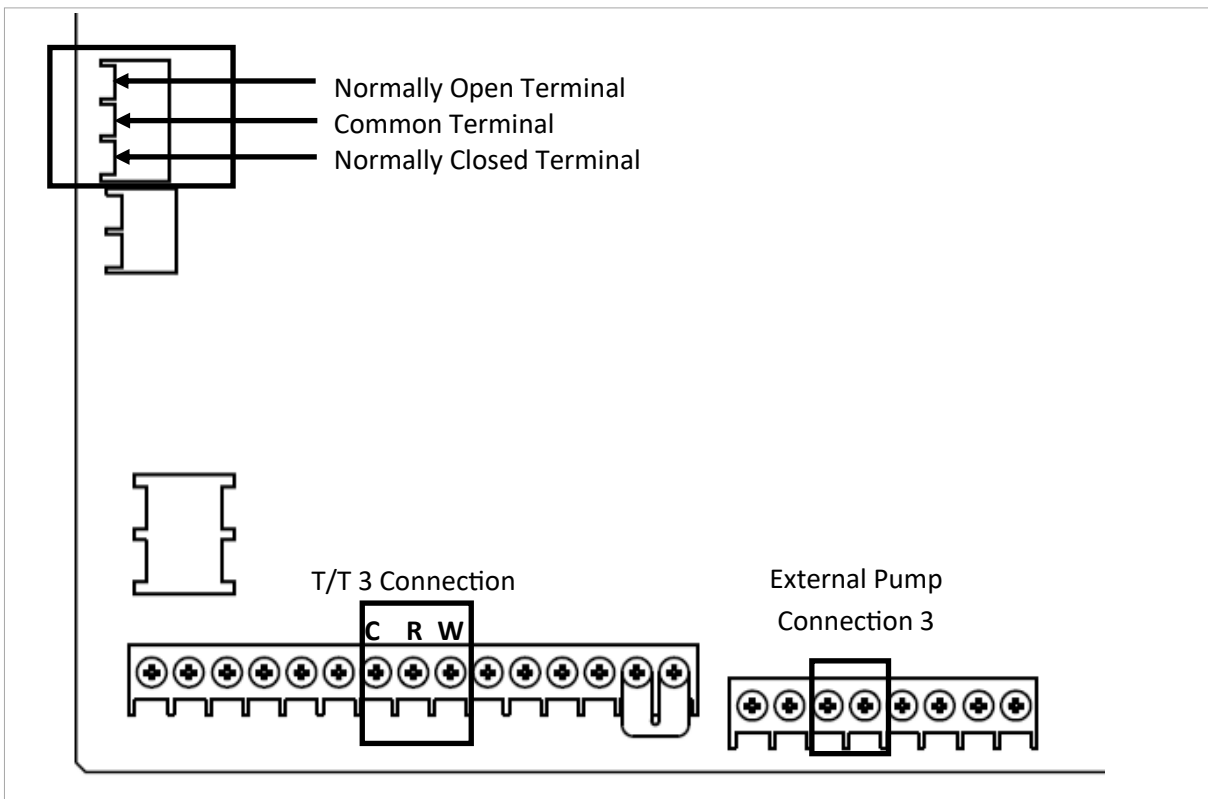 Normally Open Terminal
Common Terminal
Normally Closed Terminal
T/T 3 Connection
C R W
External Pump
Connection 3